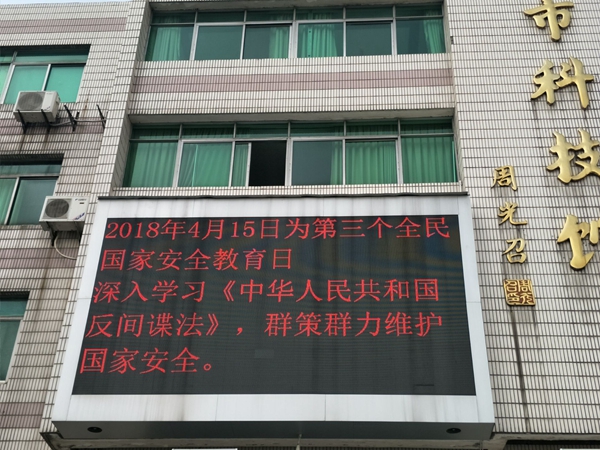 2018年4月15日为第三个全民
国家安全教育日
深入学习《中华人民共和国
反间谍法》，群策群力维护
国家安全。
市科技馆
周光召